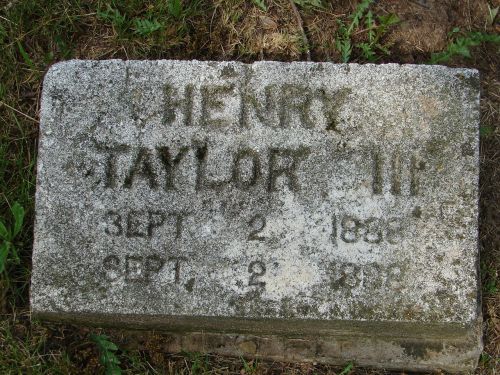 HENRY
TAYLOR III
SEPT. 2
SEPT. 2